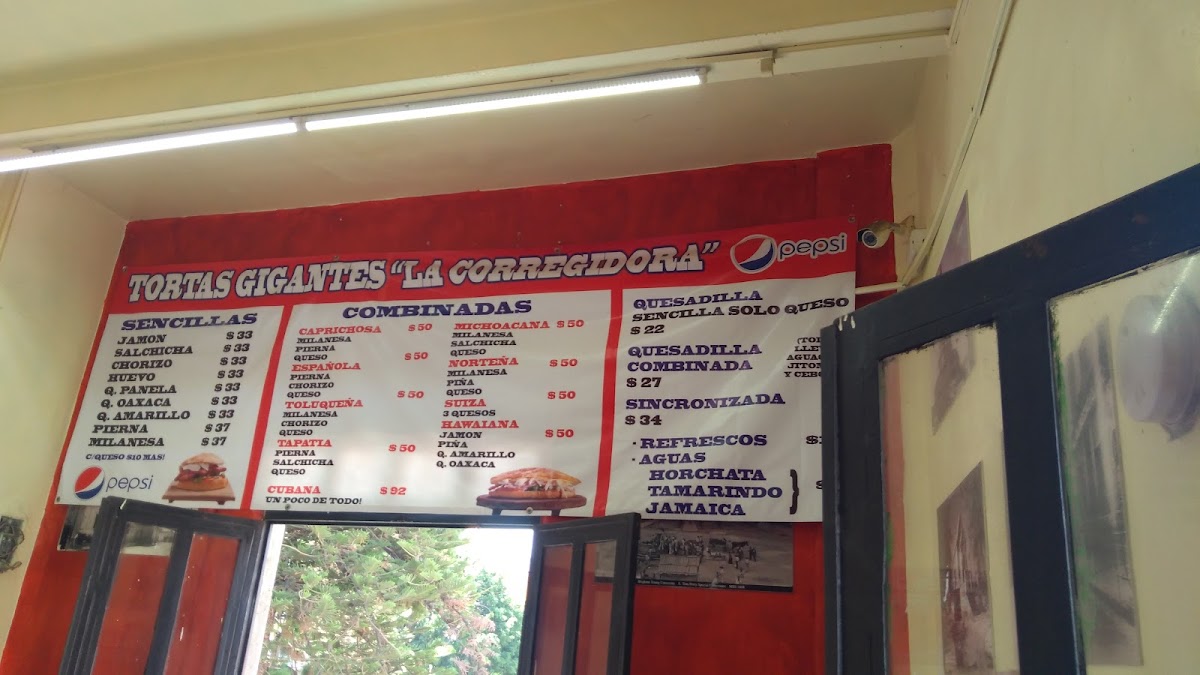 TORTAS GIGANTES "LA CORREGIDORA"
pepsi
SENCILLAS
JAMON $ 33
SALCHICHA $ 33
CHORIZO $ 33
HUEVO $ 33
Q. PANELA $ 33
Q. OAXACA $ 33
Q. AMARILLO $ 33
PIERNA $ 37
MILANESA $ 37
C/QUESO $10 MAS!
pepsi
COMBINADAS
CAPRICHOSA $ 50
MILANESA
PIERNA
QUESO
ESPAÑOLA $ 50
PIERNA
CHORIZO
QUESO
TOLUQUEÑA $ 50
MILANESA
CHORIZO
QUESO
TAPATIA $ 50
PIERNA
SALCHICHA
QUESO
CUBANA $ 92
UN POCO DE TODO!
MICHOACANA $ 50
MILANESA
SALCHICHA
QUESO
NORTEÑA $ 50
MILANESA
PIÑA
QUESO
SUIZA $ 50
3 QUESOS
HAWAIANA $ 50
JAMON
PIÑA
Q. AMARILLO
Q. OAXACA
QUESADILLA
SENCILLA SOLO QUESO
$ 22
QUESADILLA
COMBINADA
$ 27
SINCRONIZADA
$ 34
· REFRESCOS
· AGUAS
HORCHATA
TAMARINDO
JAMAICA